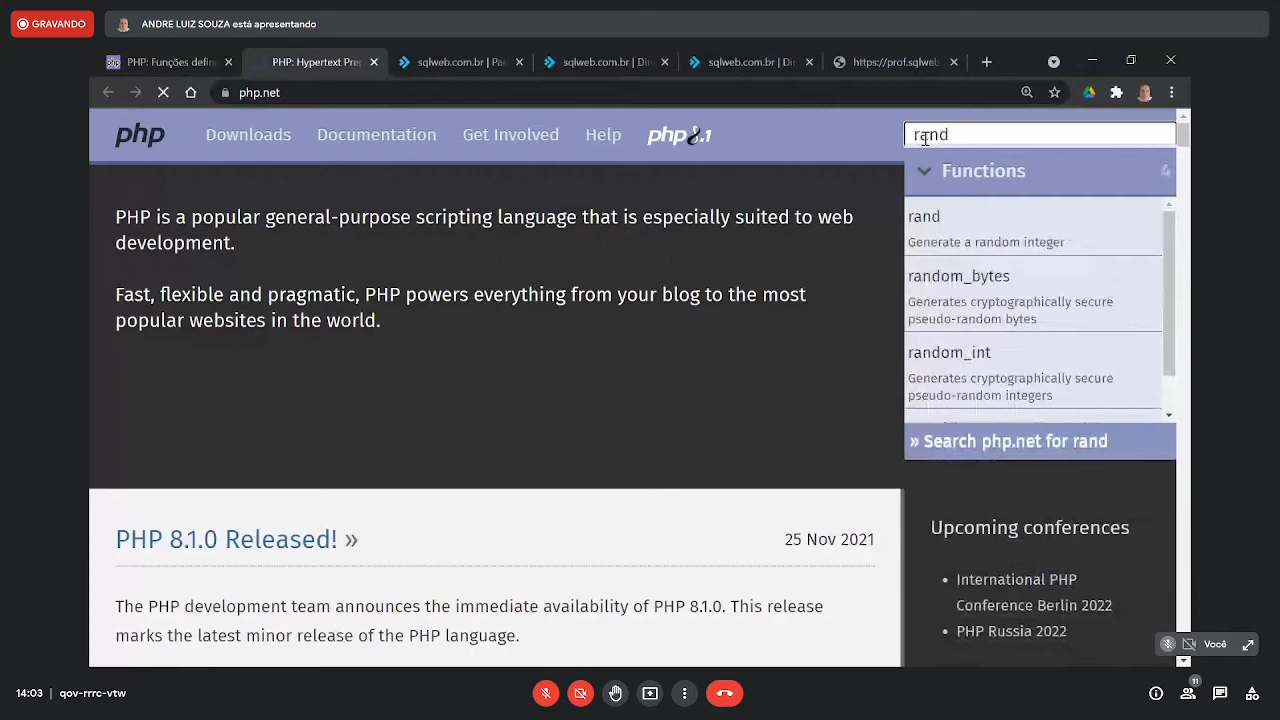 GRAVANDO
ANDRE LUIZ SOUZA está apresentando
PHP: Funções defin
PHP: Hypertext Prep
sqlweb.com.br | Pa
sqlweb.com.br | Dir
sqlweb.com.br | Dir
https://prof.sqlweb
php.net
php
Downloads
Documentation
Get Involved
Help
php8.1
rand
Functions
4
rand
Generate a random integer
random_bytes
Generates cryptographically secure
pseudo-random bytes
random_int
Generates cryptographically secure
pseudo-random integers
» Search php.net for rand
PHP is a popular general-purpose scripting language that is especially suited to web
development.
Fast, flexible and pragmatic, PHP powers everything from your blog to the most
popular websites in the world.
PHP 8.1.0 Released! »
25 Nov 2021
The PHP development team announces the immediate availability of PHP 8.1.0. This release
marks the latest minor release of the PHP language.
Upcoming conferences
International PHP
Conference Berlin 2022
PHP Russia 2022
Você
14:03 | qov-rrrc-vtw
11